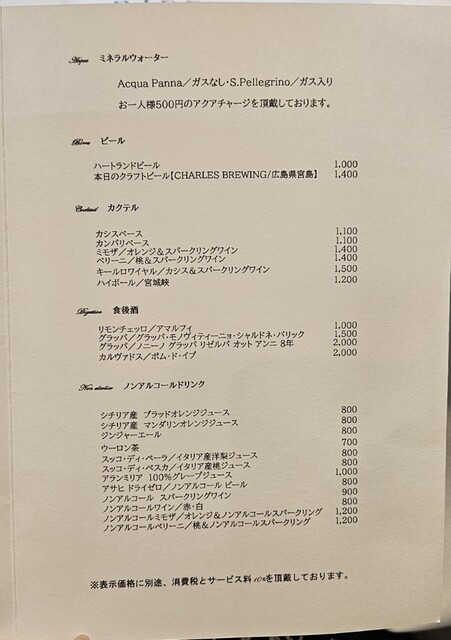 Acqua ミネラルウォーター
Acqua Panna／ガスなし・S.Pellegrino／ガス入り
お一人様500円のアクアチャージを頂戴しております。
Birra ビール
ハートランドビール 1,000
本日のクラフトビール【CHARLES BREWING/広島県宮島】 1,400
Cocktail カクテル
カシスベース 1,100
カンパリベース 1,100
ミモザ／オレンジ＆スパークリングワイン 1,400
ベリーニ／桃＆スパークリングワイン 1,400
キールロワイヤル／カシス＆スパークリングワイン 1,500
ハイボール／宮城峡 1,200
Digestivo 食後酒
リモンチェッロ／アマルフィ 1,000
グラッパ／グラッパ・モノヴィティーニョ・シャルドネ・バリック 1,500
グラッパ／ノニーノ グラッパ リゼルバ オット アンニ 8年 2,000
カルヴァドス／ポム・ド・イブ 2,000
Non alcolico ノンアルコールドリンク
シチリア産 ブラッドオレンジジュース 800
シチリア産 マンダリンオレンジジュース 800
ジンジャーエール 800
ウーロン茶 700
スッコ・ディ・ペーラ／イタリア産洋梨ジュース 800
スッコ・ディ・ペスカ／イタリア産桃ジュース 800
アランミリア 100%グレープジュース 1,000
アサヒ ドライゼロ／ノンアルコール ビール 800
ノンアルコール スパークリングワイン 900
ノンアルコールワイン／赤・白 800
ノンアルコールミモザ／オレンジ＆ノンアルコールスパークリング 1,200
ノンアルコールベリーニ／桃＆ノンアルコールスパークリング 1,200
※表示価格に別途、消費税とサービス料10%を頂戴しております。